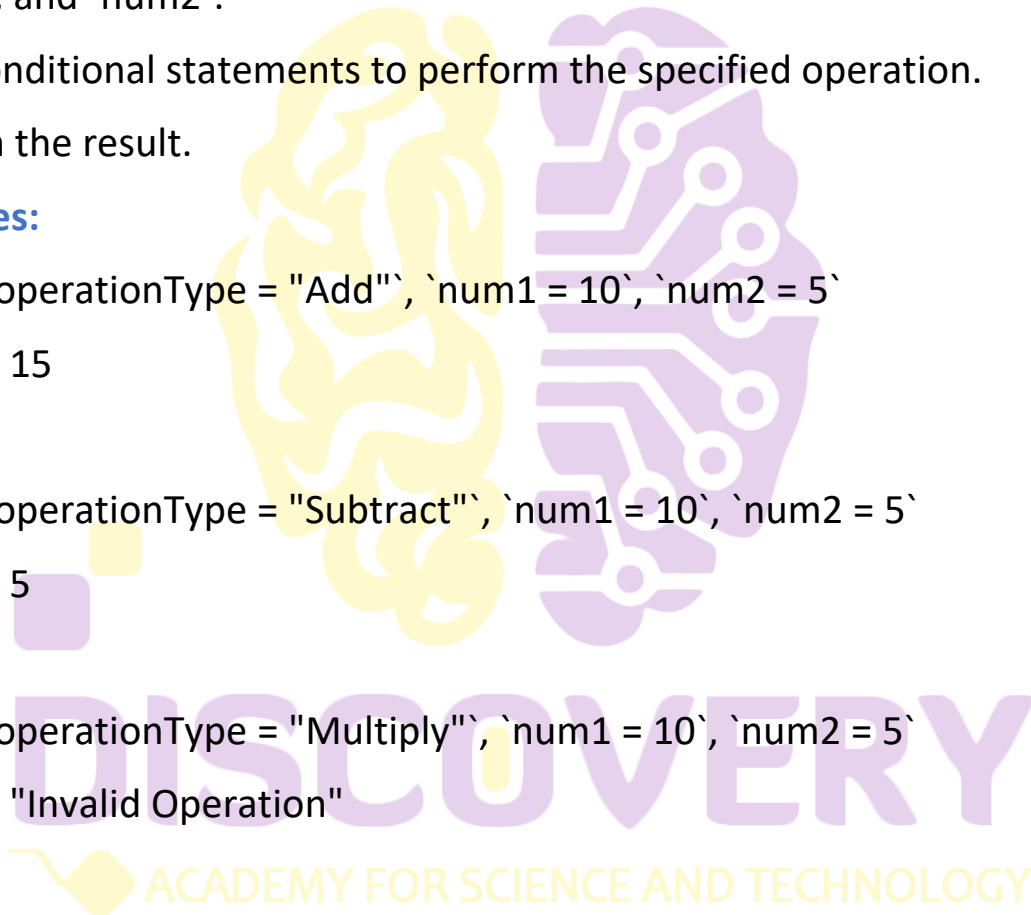 and `num2`.
conditional statements to perform the specified operation.
the result.
es:
operationType = "Add"`, `num1 = 10`, `num2 = 5`
15
operationType = "Subtract"`, `num1 = 10`, `num2 = 5`
5
operationType = "Multiply"`, `num1 = 10`, `num2 = 5`
"Invalid Operation"
DISCOVERY
ACADEMY FOR SCIENCE AND TECHNOLOGY